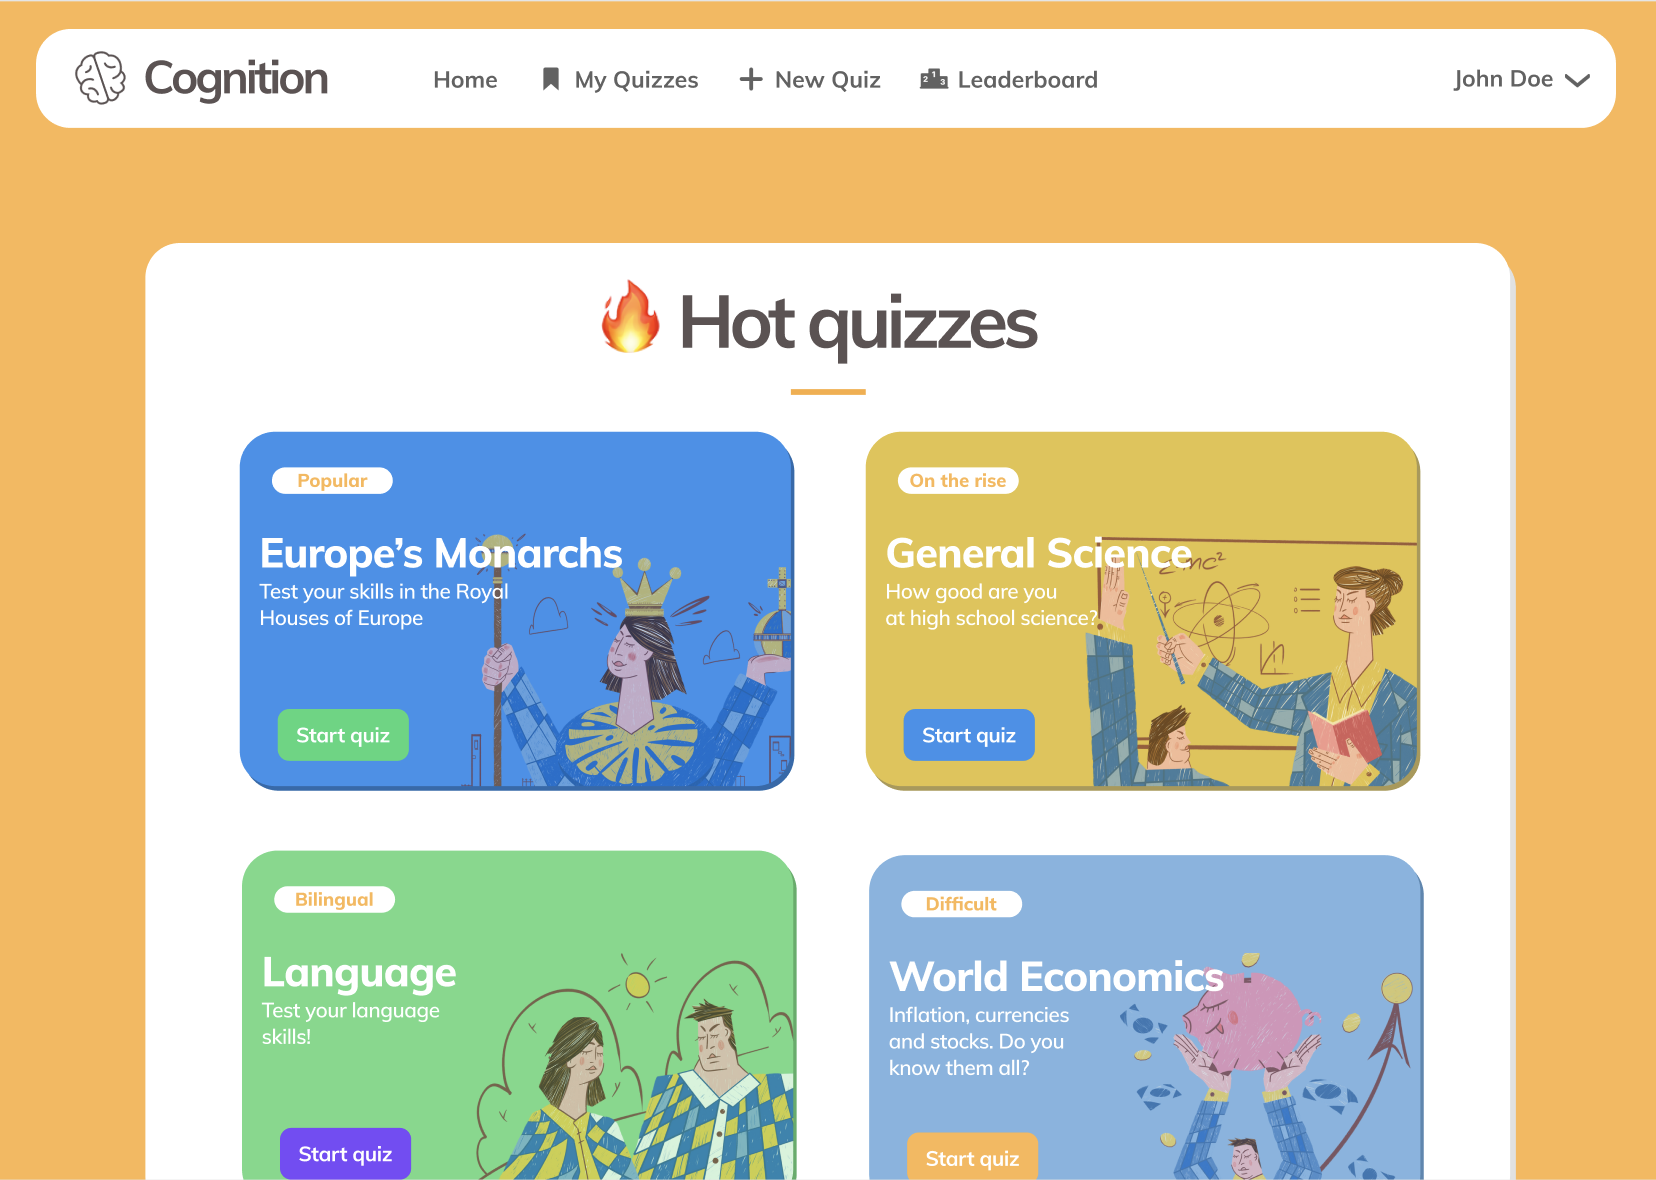 Cognition
Home
My Quizzes
New Quiz
2 1 3
Leaderboard
John Doe
Hot quizzes
Popular
Europe’s Monarchs
Test your skills in the Royal
Houses of Europe
Start quiz
On the rise
General Science
How good are you
at high school science?
Start quiz
Bilingual
Language
Test your language
skills!
Start quiz
Difficult
World Economics
Inflation, currencies
and stocks. Do you
know them all?
Start quiz